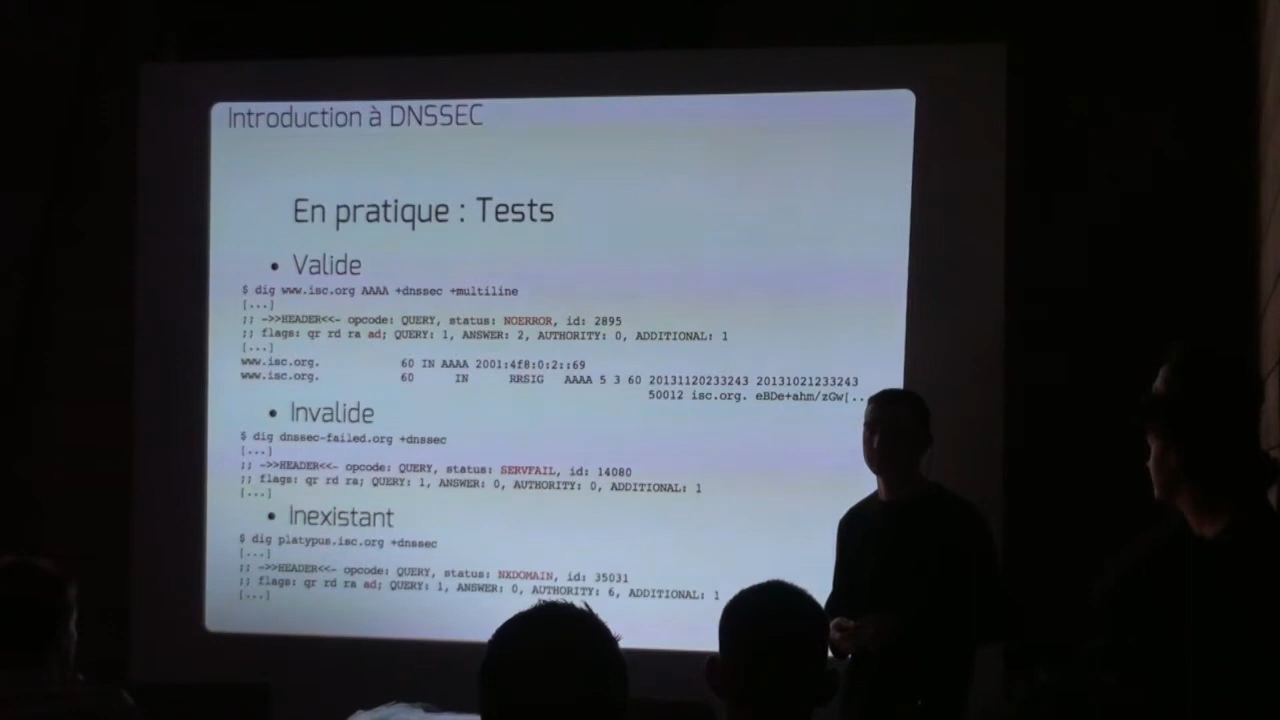 Introduction à DNSSEC
En pratique : Tests
• Valide
$ dig www.isc.org AAAA +dnssec +multiline
[...]
;; ->>HEADER<<- opcode: QUERY, status: NOERROR, id: 2895
;; flags: qr rd ra ad; QUERY: 1, ANSWER: 2, AUTHORITY: 0, ADDITIONAL: 1
[...]
www.isc.org. 60 IN AAAA 2001:4f8:0:2::69
www.isc.org. 60 IN RRSIG AAAA 5 3 60 20131120233243 20131021233243
50012 isc.org. eBDe+ahm/zGw[..
• Invalide
$ dig dnssec-failed.org +dnssec
[...]
;; ->>HEADER<<- opcode: QUERY, status: SERVFAIL, id: 14080
;; flags: qr rd ra; QUERY: 1, ANSWER: 0, AUTHORITY: 0, ADDITIONAL: 1
[...]
• Inexistant
$ dig platypus.isc.org +dnssec
[...]
;; ->>HEADER<<- opcode: QUERY, status: NXDOMAIN, id: 35031
;; flags: qr rd ra ad; QUERY: 1, ANSWER: 0, AUTHORITY: 6, ADDITIONAL: 1
[...]